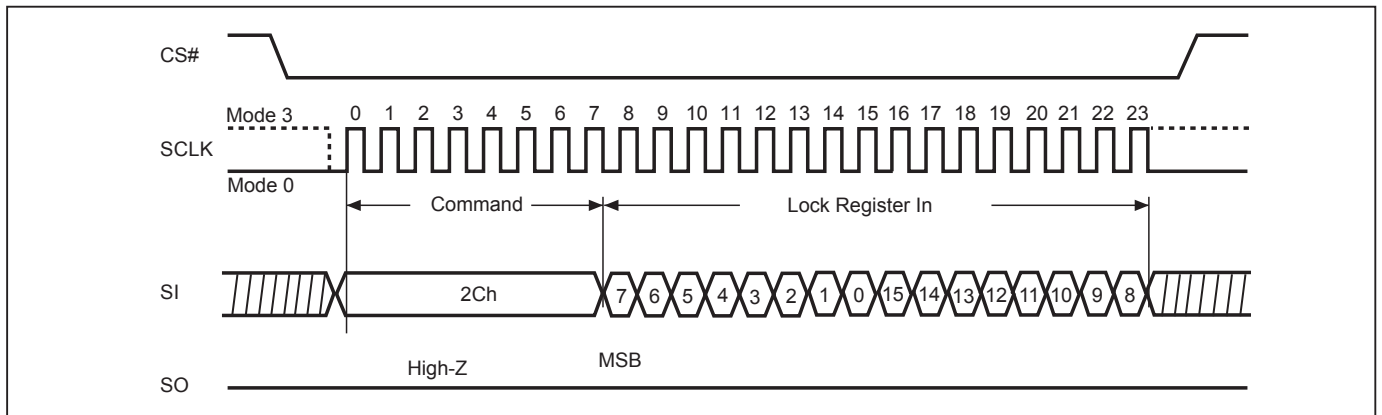 CS#
Mode 3
0 1 2 3 4 5 6 7 8 9 10 11 12 13 14 15 16 17 18 19 20 21 22 23
SCLK
Mode 0
Command
Lock Register In
SI
2Ch
7 6 5 4 3 2 1 0 15 14 13 12 11 10 9 8
High-Z
MSB
SO